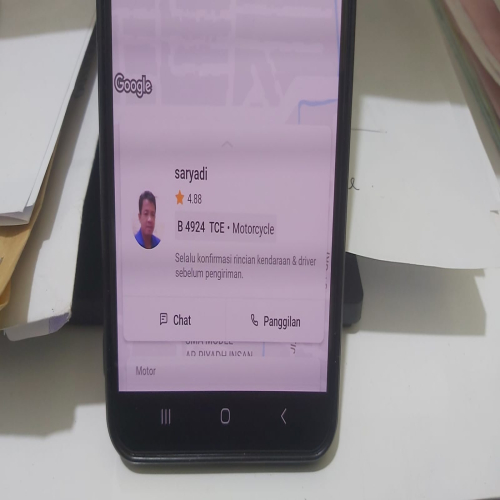 Google
saryadi
4.88
B 4924 TCE • Motorcycle
Selalu konfirmasi rincian kendaraan & driver
sebelum pengiriman.
Chat
Panggilan
Motor